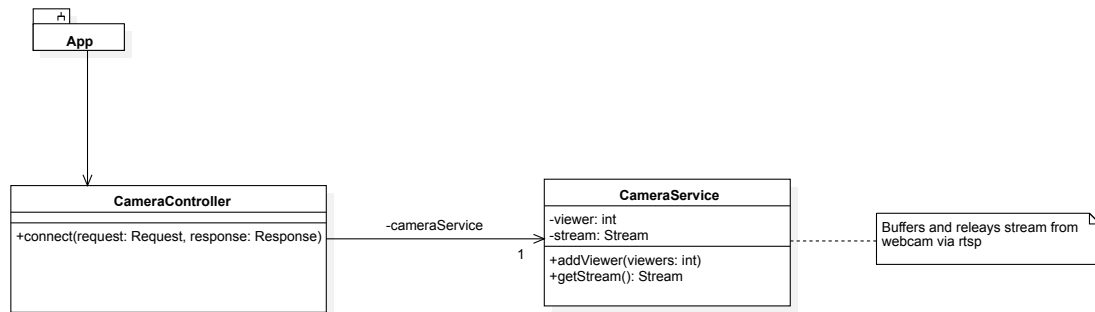 App
CameraController
+connect(request: Request, response: Response)
-cameraService
1
CameraService
-viewer: int
-stream: Stream
+addViewer(viewers: int)
+getStream(): Stream
Buffers and releays stream from
webcam via rtsp